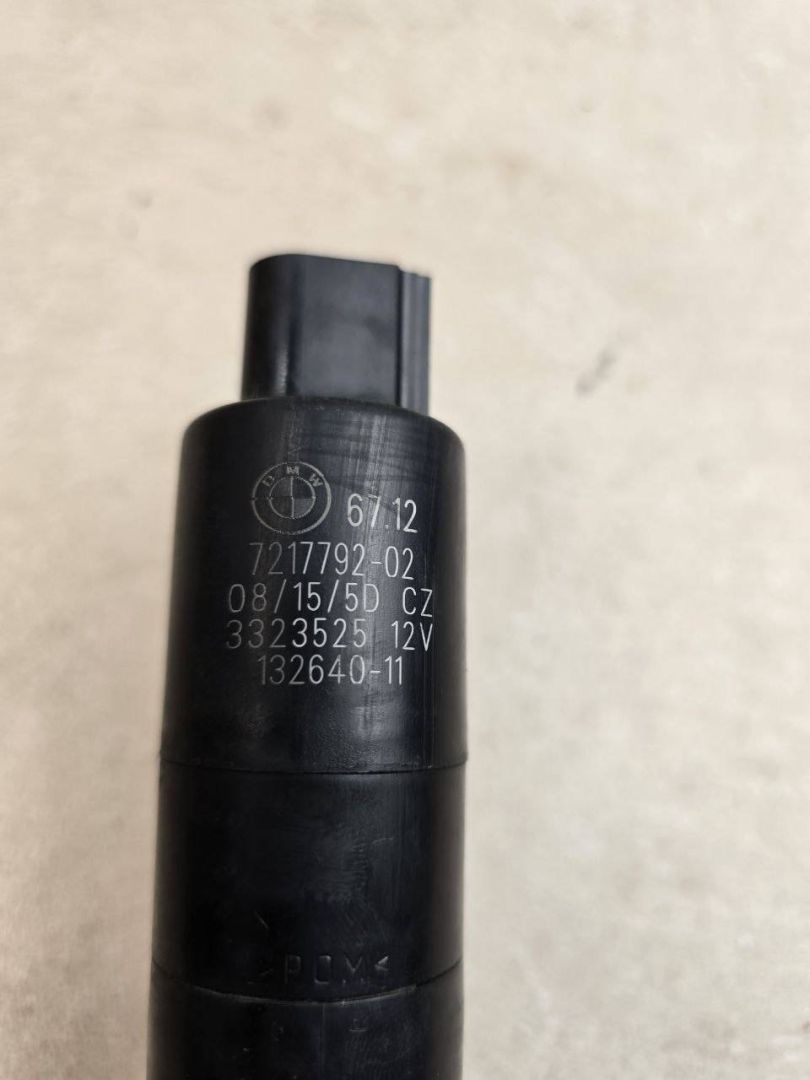 BMW
67.12
7217792-02
08/15/5D CZ
3323525 12V
132640-11
>POM<